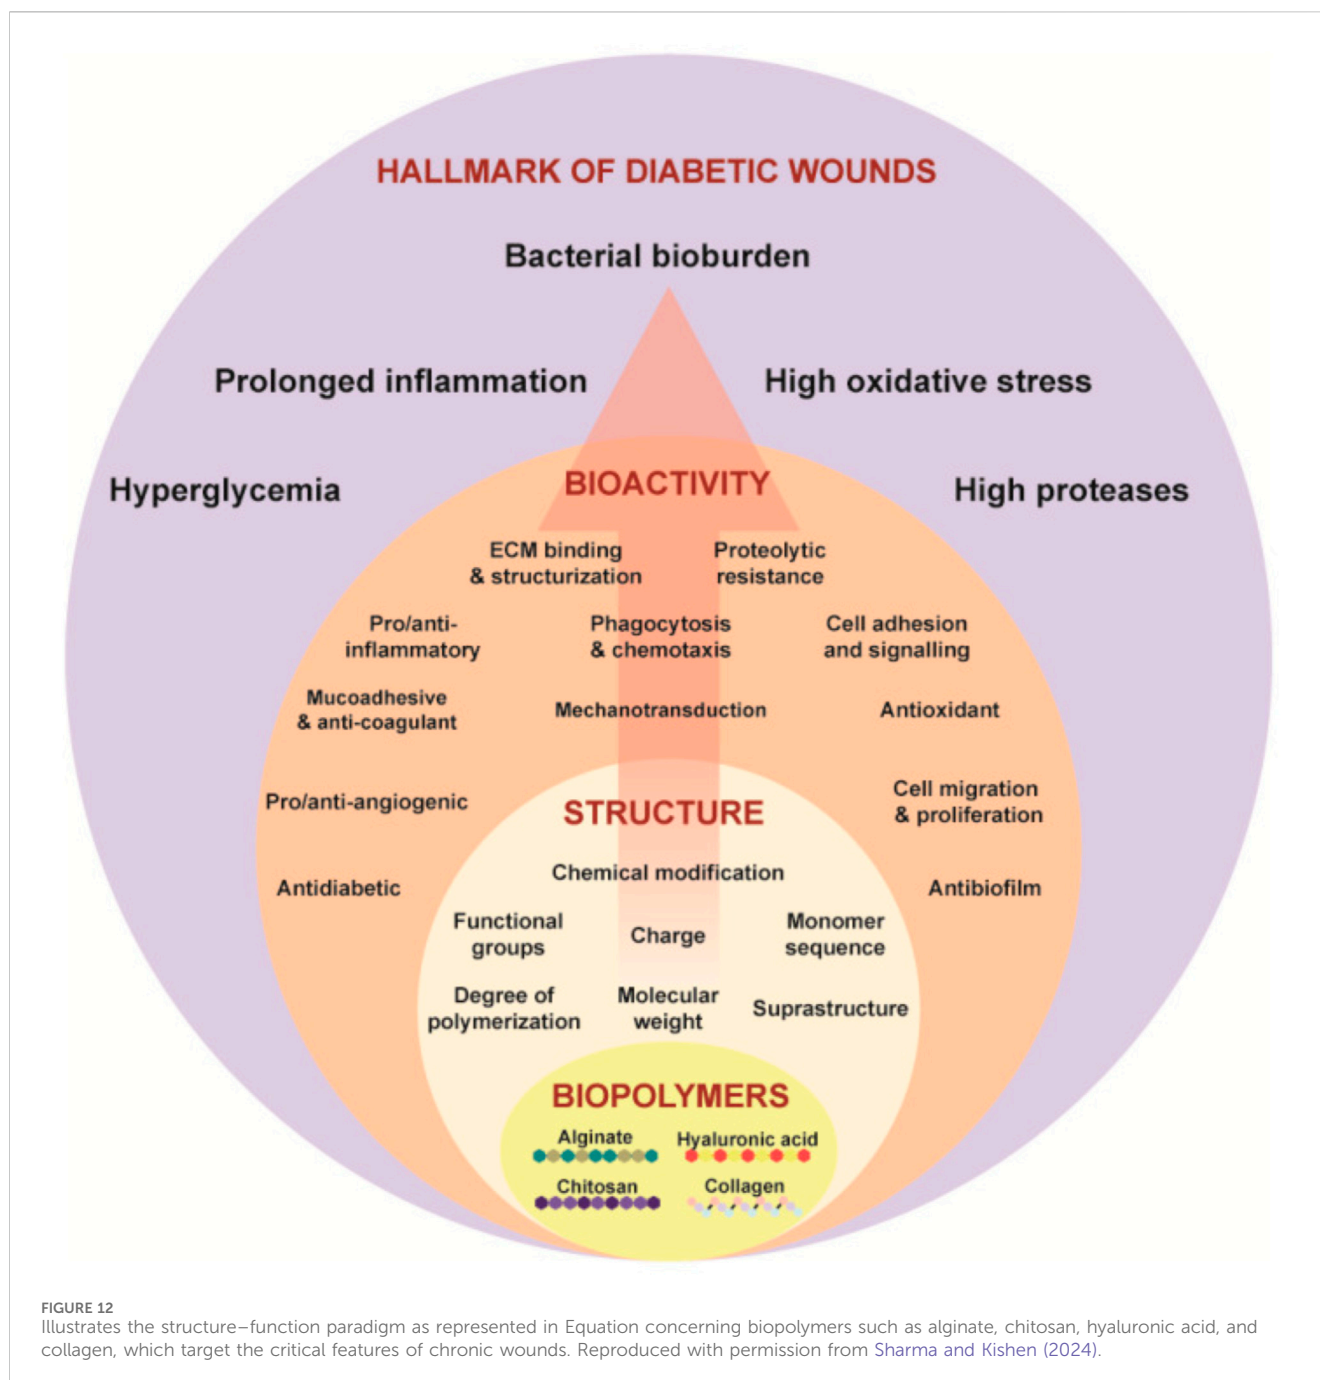 HALLMARK OF DIABETIC WOUNDS
Bacterial bioburden
Prolonged inflammation
High oxidative stress
Hyperglycemia
High proteases
BIOACTIVITY
ECM binding
& structurization
Proteolytic
resistance
Pro/anti-
inflammatory
Phagocytosis
& chemotaxis
Cell adhesion
and signalling
Mucoadhesive
& anti-coagulant
Mechanotransduction
Antioxidant
Pro/anti-angiogenic
Cell migration
& proliferation
Antidiabetic
Antibiofilm
STRUCTURE
Chemical modification
Functional
groups
Charge
Monomer
sequence
Degree of
polymerization
Molecular
weight
Suprastructure
BIOPOLYMERS
Alginate
Hyaluronic acid
Chitosan
Collagen
FIGURE 12
Illustrates the structure–function paradigm as represented in Equation concerning biopolymers such as alginate, chitosan, hyaluronic acid, and
collagen, which target the critical features of chronic wounds. Reproduced with permission from Sharma and Kishen (2024).